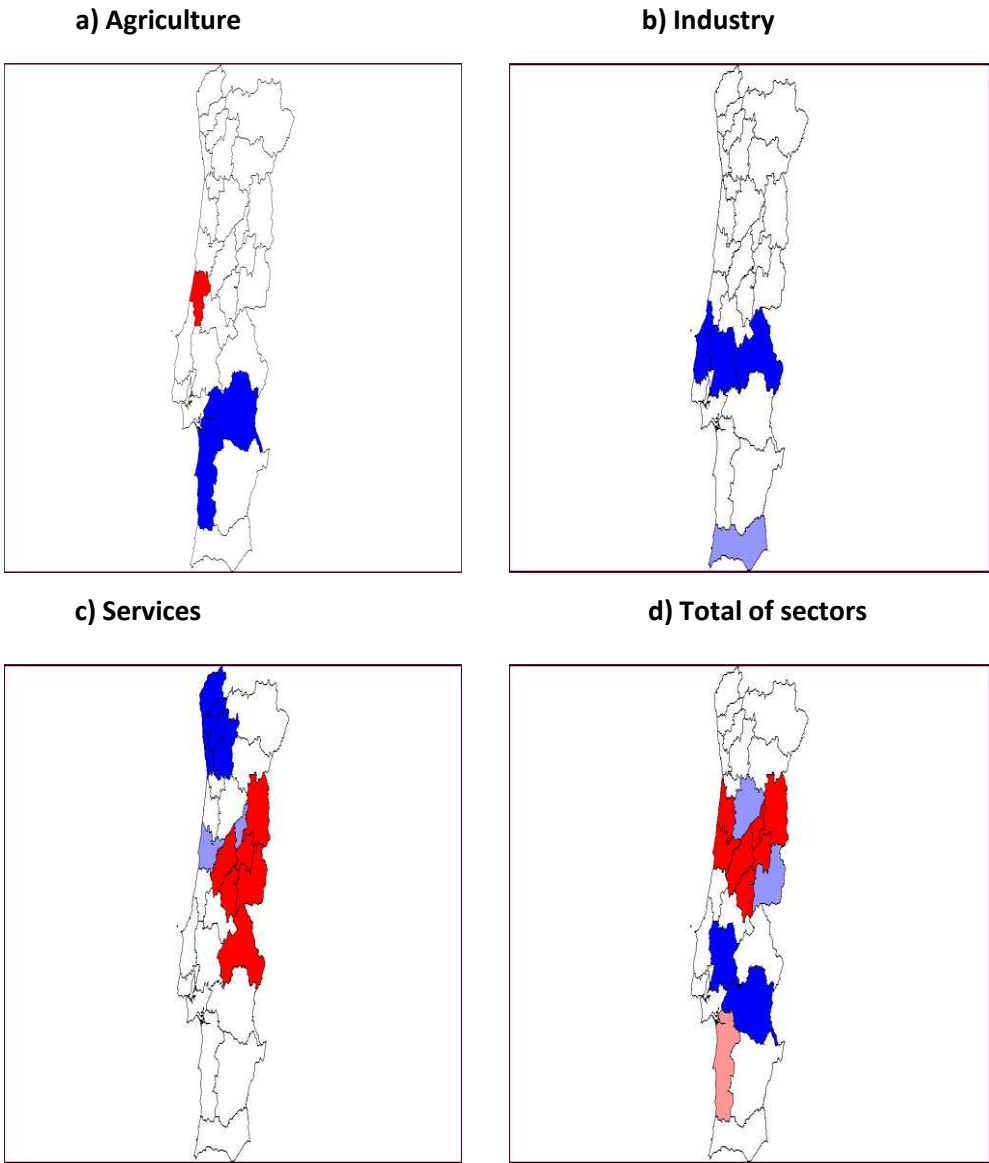 a) Agriculture
b) Industry
c) Services
d) Total of sectors